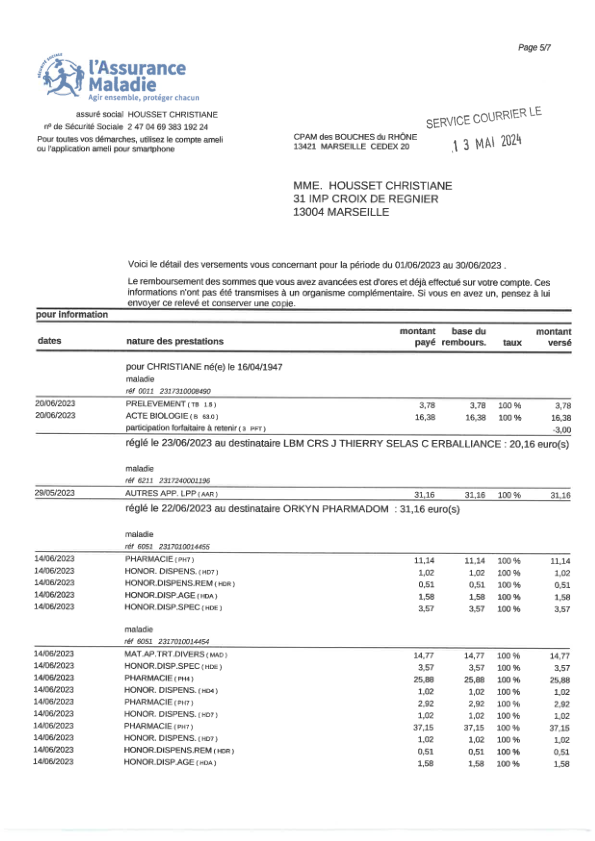 Page 5/7
SÉCURITÉ SOCIALE
l'Assurance
Maladie
Agir ensemble, protéger chacun
assuré social HOUSSET CHRISTIANE
n° de Sécurité Sociale 2 47 04 69 383 192 24
Pour toutes vos démarches, utilisez le compte ameli
ou l'application ameli pour smartphone
CPAM des BOUCHES du RHÔNE
13421 MARSEILLE CEDEX 20
SERVICE COURRIER LE
13 MAI 2024
MME. HOUSSET CHRISTIANE
31 IMP CROIX DE REGNIER
13004 MARSEILLE
Voici le détail des versements vous concernant pour la période du 01/06/2023 au 30/06/2023 .
Le remboursement des sommes que vous avez avancées est d'ores et déjà effectué sur votre compte. Ces
informations n'ont pas été transmises à un organisme complémentaire. Si vous en avez un, pensez à lui
envoyer ce relevé et conserver une copie.
pour information
dates nature des prestations montant payé base du rembours. taux montant versé
pour CHRISTIANE né(e) le 16/04/1947
maladie
réf 0011 2317310008490
20/06/2023 PRELEVEMENT ( TB 1.5 ) 3,78 3,78 100 % 3,78
20/06/2023 ACTE BIOLOGIE ( B 63.0 ) 16,38 16,38 100 % 16,38
participation forfaitaire à retenir ( 3 PFT ) -3,00
réglé le 23/06/2023 au destinataire LBM CRS J THIERRY SELAS C ERBALLIANCE : 20,16 euro(s)
maladie
réf 6211 2317240001196
29/05/2023 AUTRES APP. LPP ( AAR ) 31,16 31,16 100 % 31,16
réglé le 22/06/2023 au destinataire ORKYN PHARMADOM : 31,16 euro(s)
maladie
réf 6051 2317010014455
14/06/2023 PHARMACIE ( PH7 ) 11,14 11,14 100 % 11,14
14/06/2023 HONOR. DISPENS. ( HD7 ) 1,02 1,02 100 % 1,02
14/06/2023 HONOR.DISPENS.REM ( HDR ) 0,51 0,51 100 % 0,51
14/06/2023 HONOR.DISP.AGE ( HDA ) 1,58 1,58 100 % 1,58
14/06/2023 HONOR.DISP.SPEC ( HDE ) 3,57 3,57 100 % 3,57
maladie
réf 6051 2317010014454
14/06/2023 MAT.AP.TRT.DIVERS ( MAD ) 14,77 14,77 100 % 14,77
14/06/2023 HONOR.DISP.SPEC ( HDE ) 3,57 3,57 100 % 3,57
14/06/2023 PHARMACIE ( PH4 ) 25,88 25,88 100 % 25,88
14/06/2023 HONOR. DISPENS. ( HD4 ) 1,02 1,02 100 % 1,02
14/06/2023 PHARMACIE ( PH7 ) 2,92 2,92 100 % 2,92
14/06/2023 HONOR. DISPENS. ( HD7 ) 1,02 1,02 100 % 1,02
14/06/2023 PHARMACIE ( PH7 ) 37,15 37,15 100 % 37,15
14/06/2023 HONOR. DISPENS. ( HD7 ) 1,02 1,02 100 % 1,02
14/06/2023 HONOR.DISPENS.REM ( HDR ) 0,51 0,51 100 % 0,51
14/06/2023 HONOR.DISP.AGE ( HDA ) 1,58 1,58 100 % 1,58